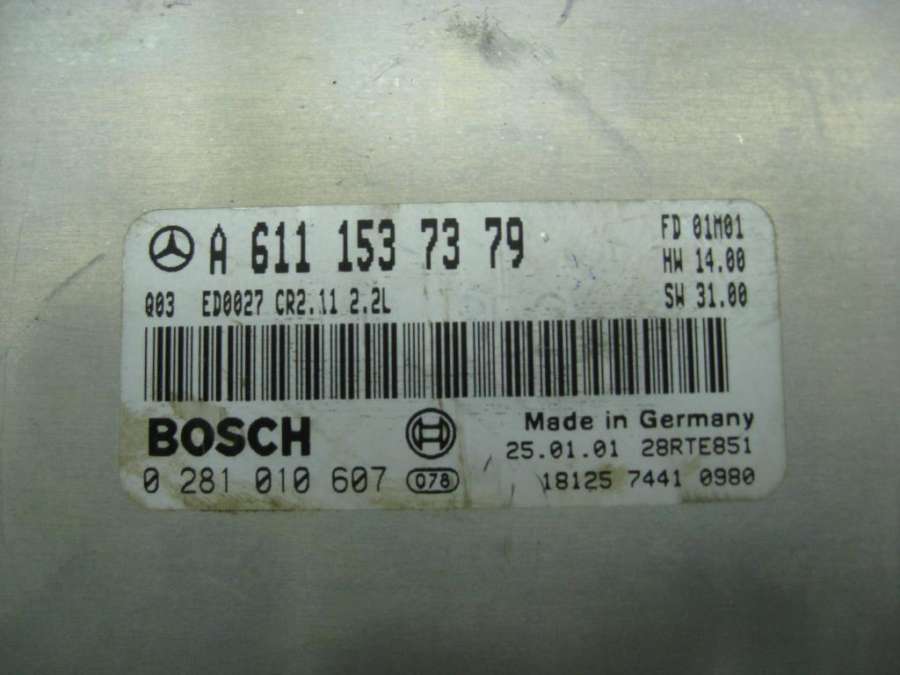 A 611 153 73 79
FD 01M01
HW 14.00
Q03 ED0027 CR2.11 2.2L
SW 31.00
BOSCH
Made in Germany
25.01.01 28RTE851
0 281 010 607 078
18125 7441 0980